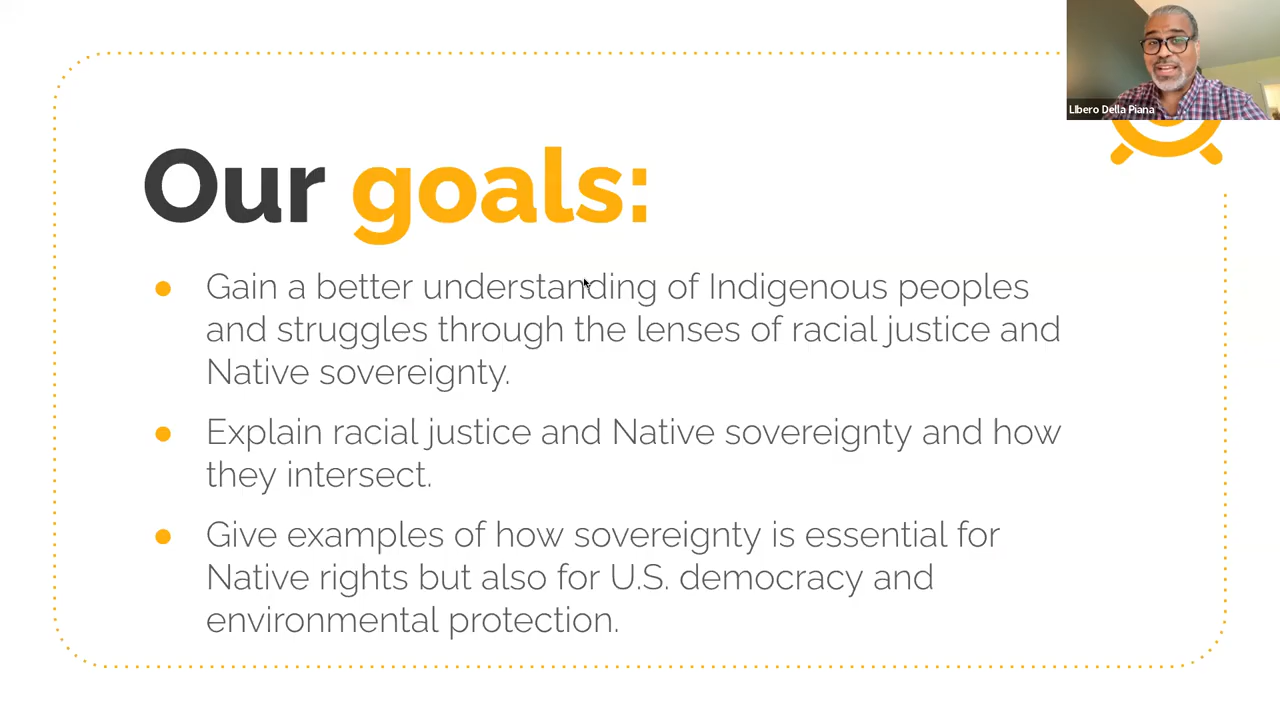 LIbero Della Piana
Our goals:
● Gain a better understanding of Indigenous peoples
and struggles through the lenses of racial justice and
Native sovereignty.
● Explain racial justice and Native sovereignty and how
they intersect.
● Give examples of how sovereignty is essential for
Native rights but also for U.S. democracy and
environmental protection.